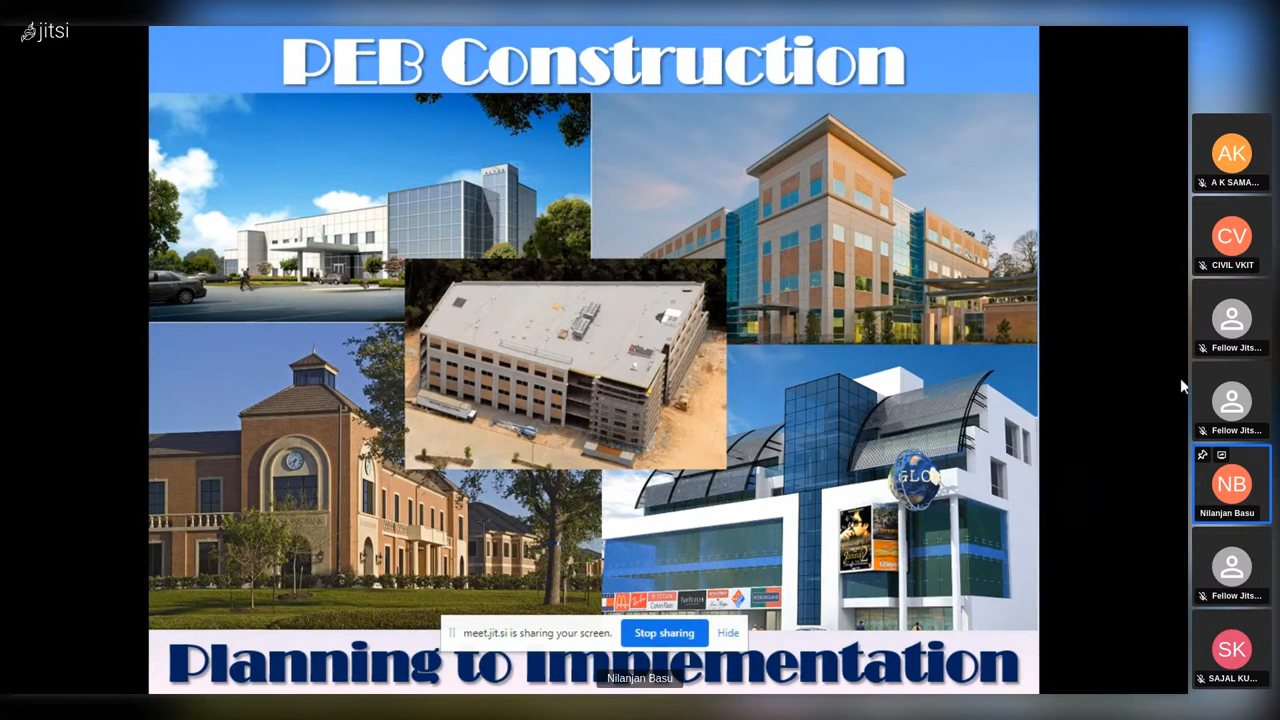 jitsi
PEB Construction
AK
A K SAMA...
CV
CIVIL VKIT
Fellow Jits...
Fellow Jits...
GLO
NB
Nilanjan Basu
Fellow Jits...
SK
SAJAL KU...
meet.jit.si is sharing your screen.
Stop sharing
Hide
Planning to Implementation
Nilanjan Basu